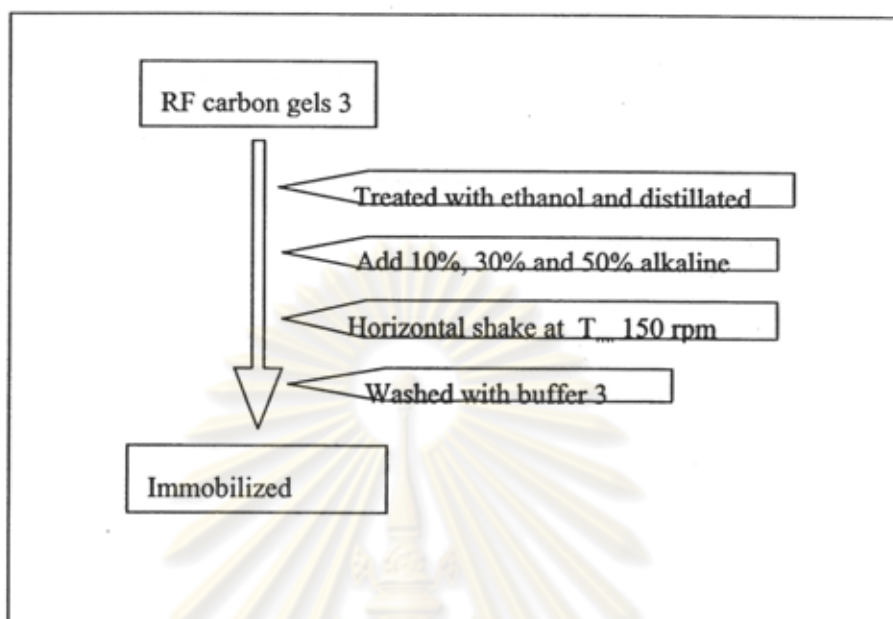 RF carbon gels 3
Treated with ethanol and distillated
Add 10%, 30% and 50% alkaline
Horizontal shake at T 150 rpm
Washed with buffer 3
Immobilized